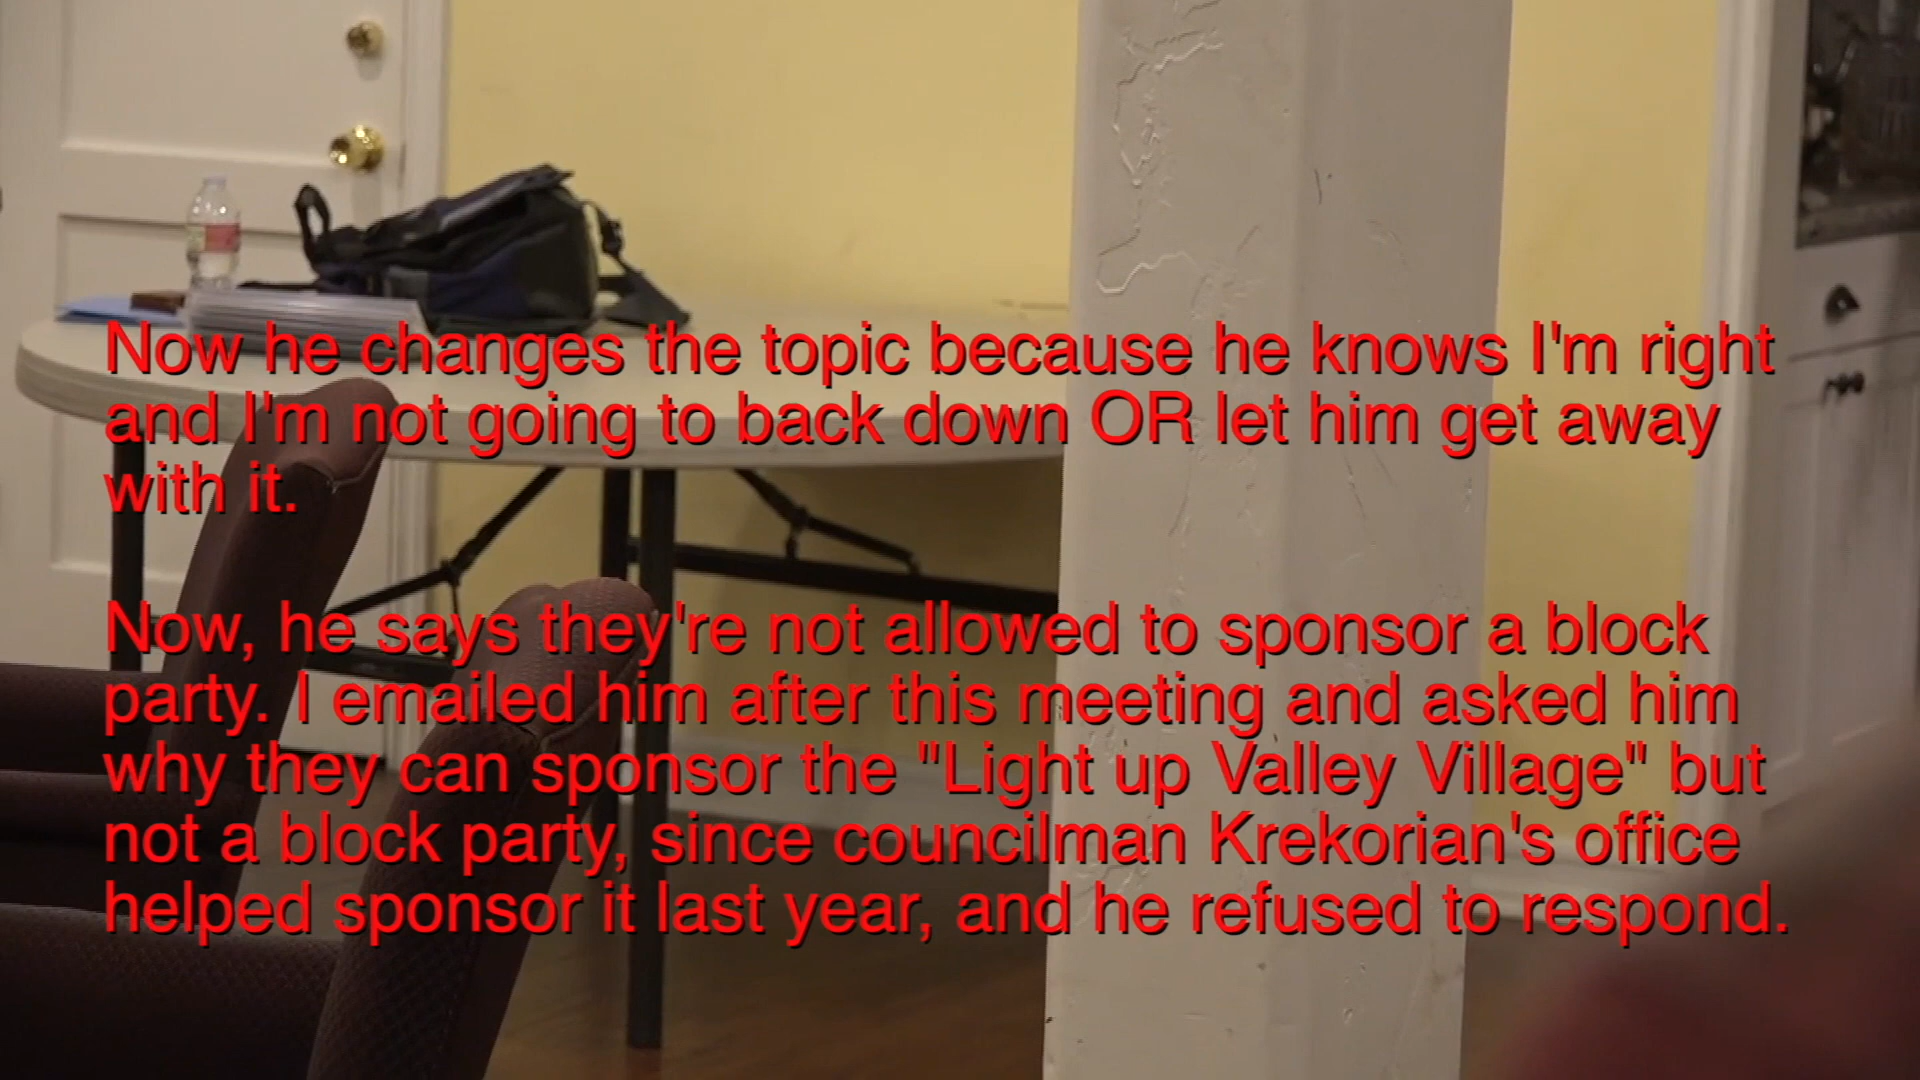 Now he changes the topic because he knows I'm right
and I'm not going to back down OR let him get away
with it.
Now, he says they're not allowed to sponsor a block
party. I emailed him after this meeting and asked him
why they can sponsor the "Light up Valley Village" but
not a block party, since councilman Krekorian's office
helped sponsor it last year, and he refused to respond.